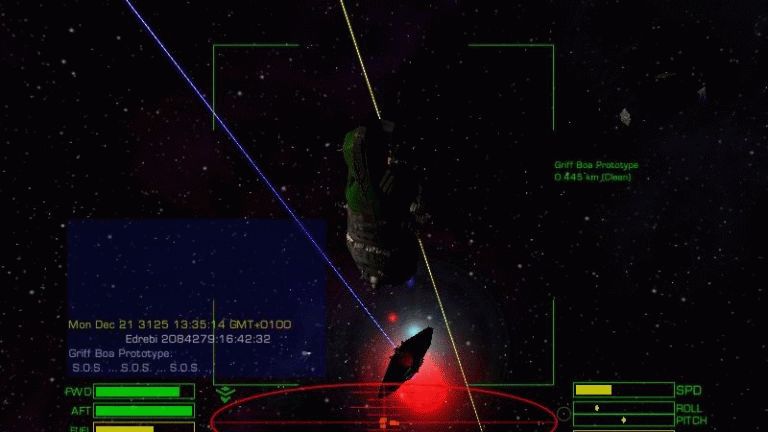 Griff Boa Prototype
0.445 km (Clean)
Mon Dec 21 3125 13:35:14 GMT+0100
Edrebi 2084279:16:42:32
Griff Boa Prototype:
S.O.S. ... S.O.S. ... S.O.S. ..
FWD
AFT
FUEL
SPD
ROLL
PITCH